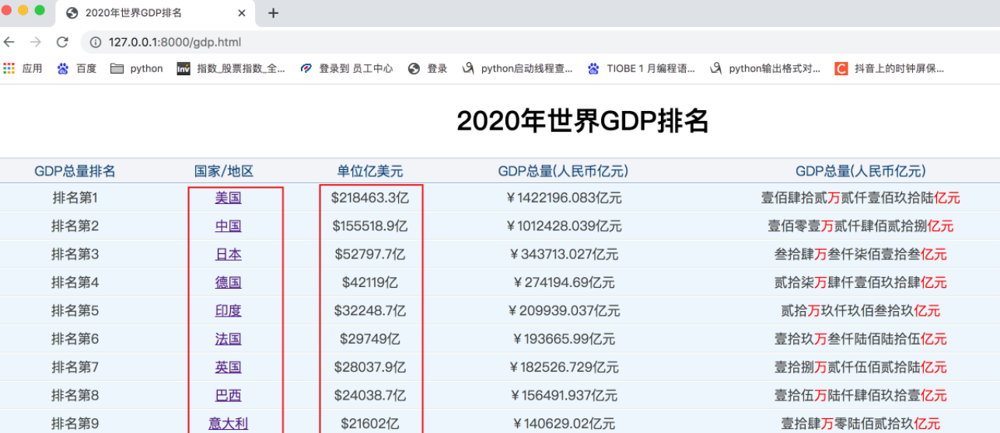 2020年世界GDP排名
127.0.0.1:8000/gdp.html
应用 百度 python 指数_股票指数_全... 登录到 员工中心 登录 python启动线程查... TIOBE 1 月编程语... python输出格式对... 抖音上的时钟屏保...
2020年世界GDP排名
GDP总量排名 国家/地区 单位亿美元 GDP总量(人民币亿元) GDP总量(人民币亿元)
排名第1 美国 $218463.3亿 ￥1422196.083亿元 壹佰肆拾贰万贰仟壹佰玖拾陆亿元
排名第2 中国 $155518.9亿 ￥1012428.039亿元 壹佰零壹万贰仟肆佰贰拾捌亿元
排名第3 日本 $52797.7亿 ￥343713.027亿元 叁拾肆万叁仟柒佰壹拾叁亿元
排名第4 德国 $42119亿 ￥274194.69亿元 贰拾柒万肆仟壹佰玖拾肆亿元
排名第5 印度 $32248.7亿 ￥209939.037亿元 贰拾万玖仟玖佰叁拾玖亿元
排名第6 法国 $29749亿 ￥193665.99亿元 壹拾玖万叁仟陆佰陆拾伍亿元
排名第7 英国 $28037.9亿 ￥182526.729亿元 壹拾捌万贰仟伍佰贰拾陆亿元
排名第8 巴西 $24038.7亿 ￥156491.937亿元 壹拾伍万陆仟肆佰玖拾壹亿元
排名第9 意大利 $21602亿 ￥140629.02亿元 壹拾肆万零陆佰贰拾玖亿元